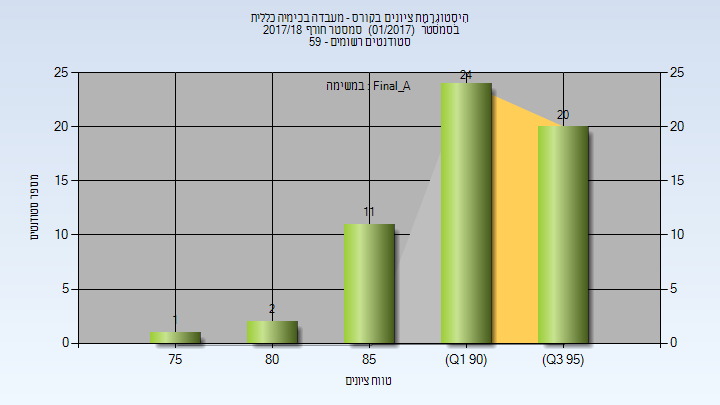 היסטוגרמת ציונים בקורס - מעבדה בכימיה כללית
בסמסטר (01/2017) סמסטר חורף 2017/18
סטודנטים רשומים - 59
במשימה : Final_A
25 25
20 20
15 15
10 10
5 5
0 0
1 2 11 24 20
75 80 85 (Q1 90) (Q3 95)
מספר סטודנטים
טווח ציונים